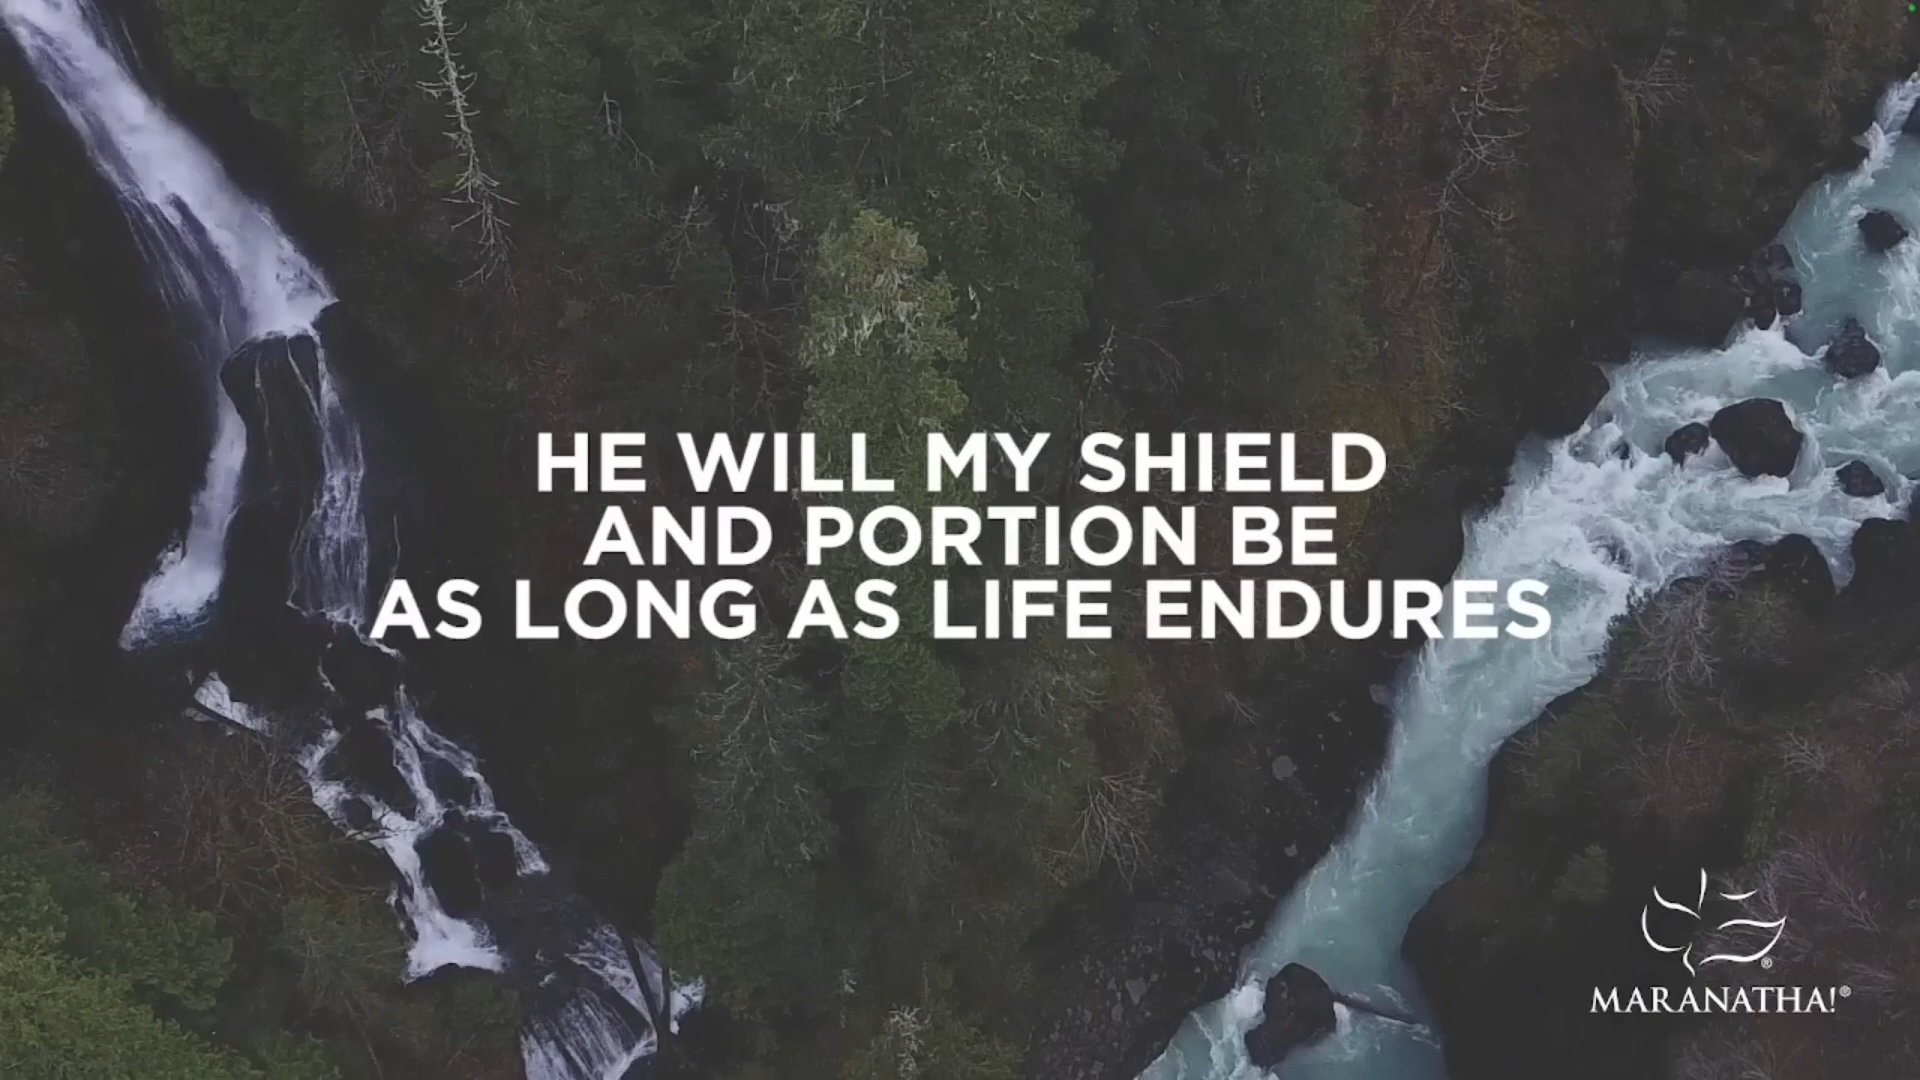 HE WILL MY SHIELD
AND PORTION BE
AS LONG AS LIFE ENDURES
MARANATHA!®